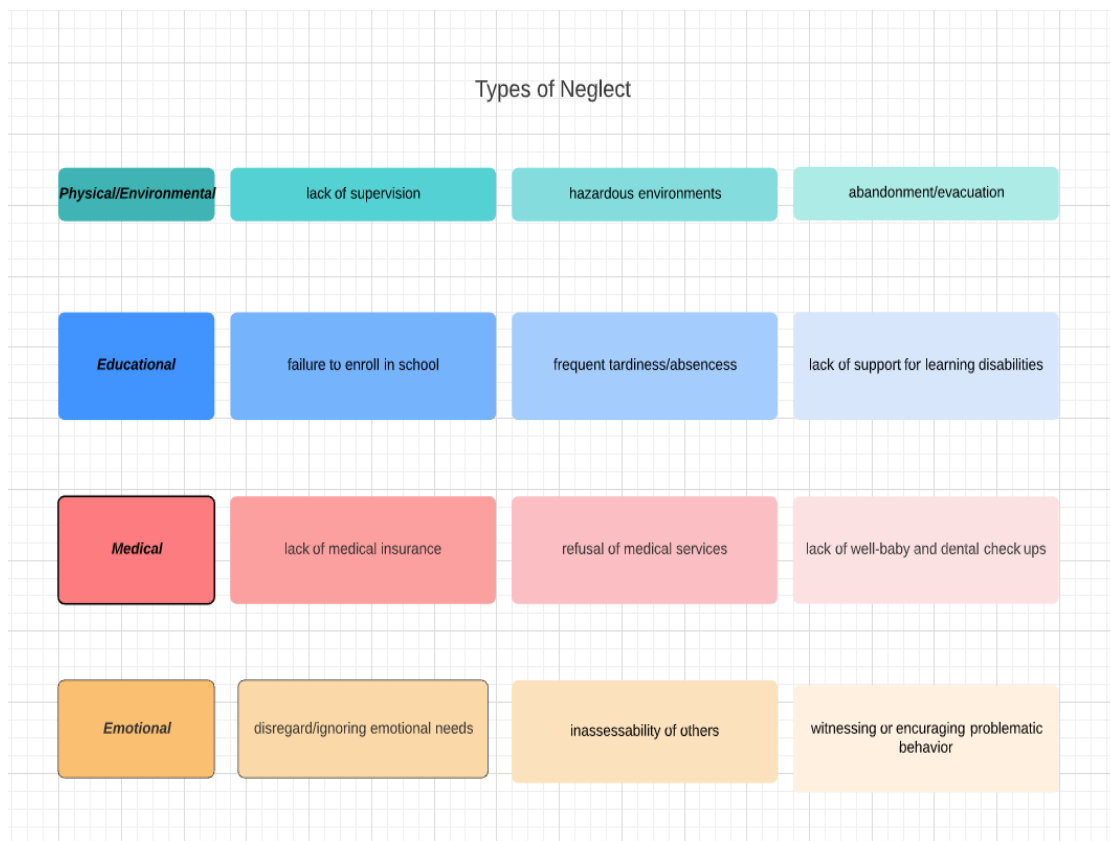 Types of Neglect
Physical/Environmental
lack of supervision
hazardous environments
abandonment/evacuation
Educational
failure to enroll in school
frequent tardiness/absencess
lack of support for learning disabilities
Medical
lack of medical insurance
refusal of medical services
lack of well-baby and dental check ups
Emotional
disregard/ignoring emotional needs
inassessability of others
witnessing or encuraging problematic
behavior